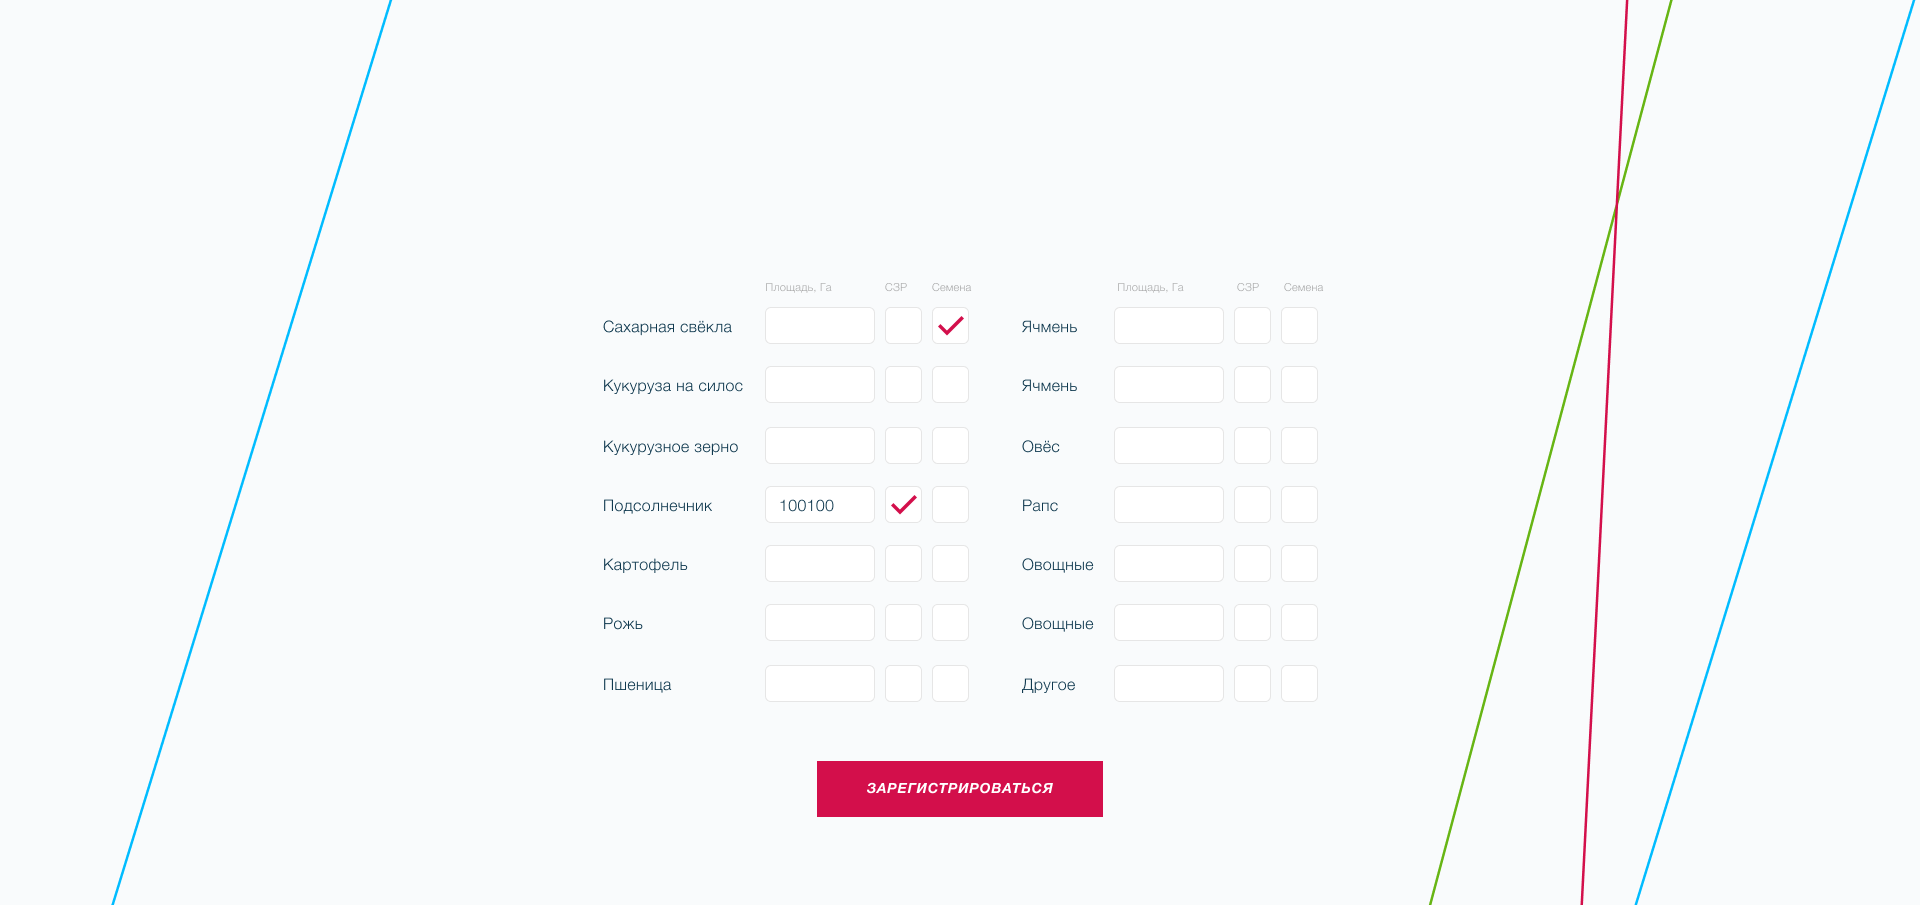 Площадь, Га СЗР Семена Площадь, Га СЗР Семена
Сахарная свёкла Ячмень
Кукуруза на силос Ячмень
Кукурузное зерно Овёс
Подсолнечник 100100 Рапс
Картофель Овощные
Рожь Овощные
Пшеница Другое
ЗАРЕГИСТРИРОВАТЬСЯ